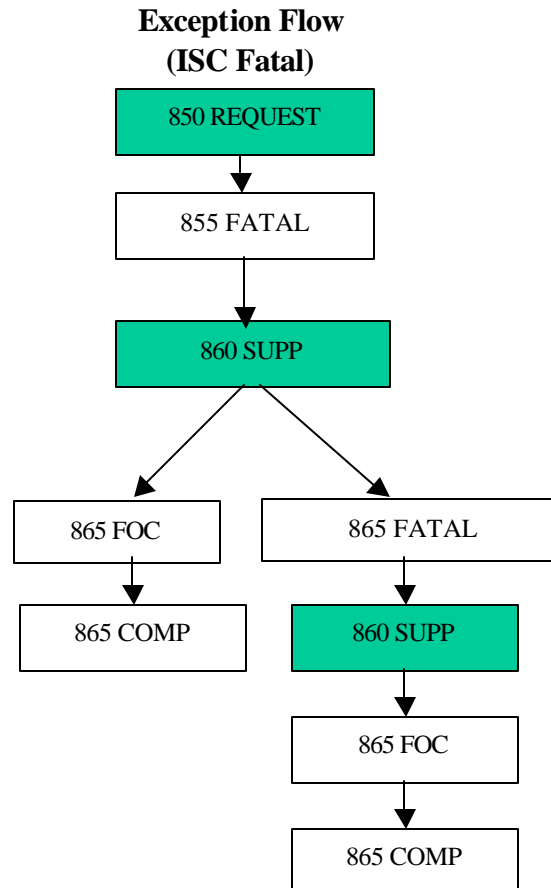 Exception Flow
(ISC Fatal)
850 REQUEST
855 FATAL
860 SUPP
865 FOC
865 FATAL
865 COMP
860 SUPP
865 FOC
865 COMP